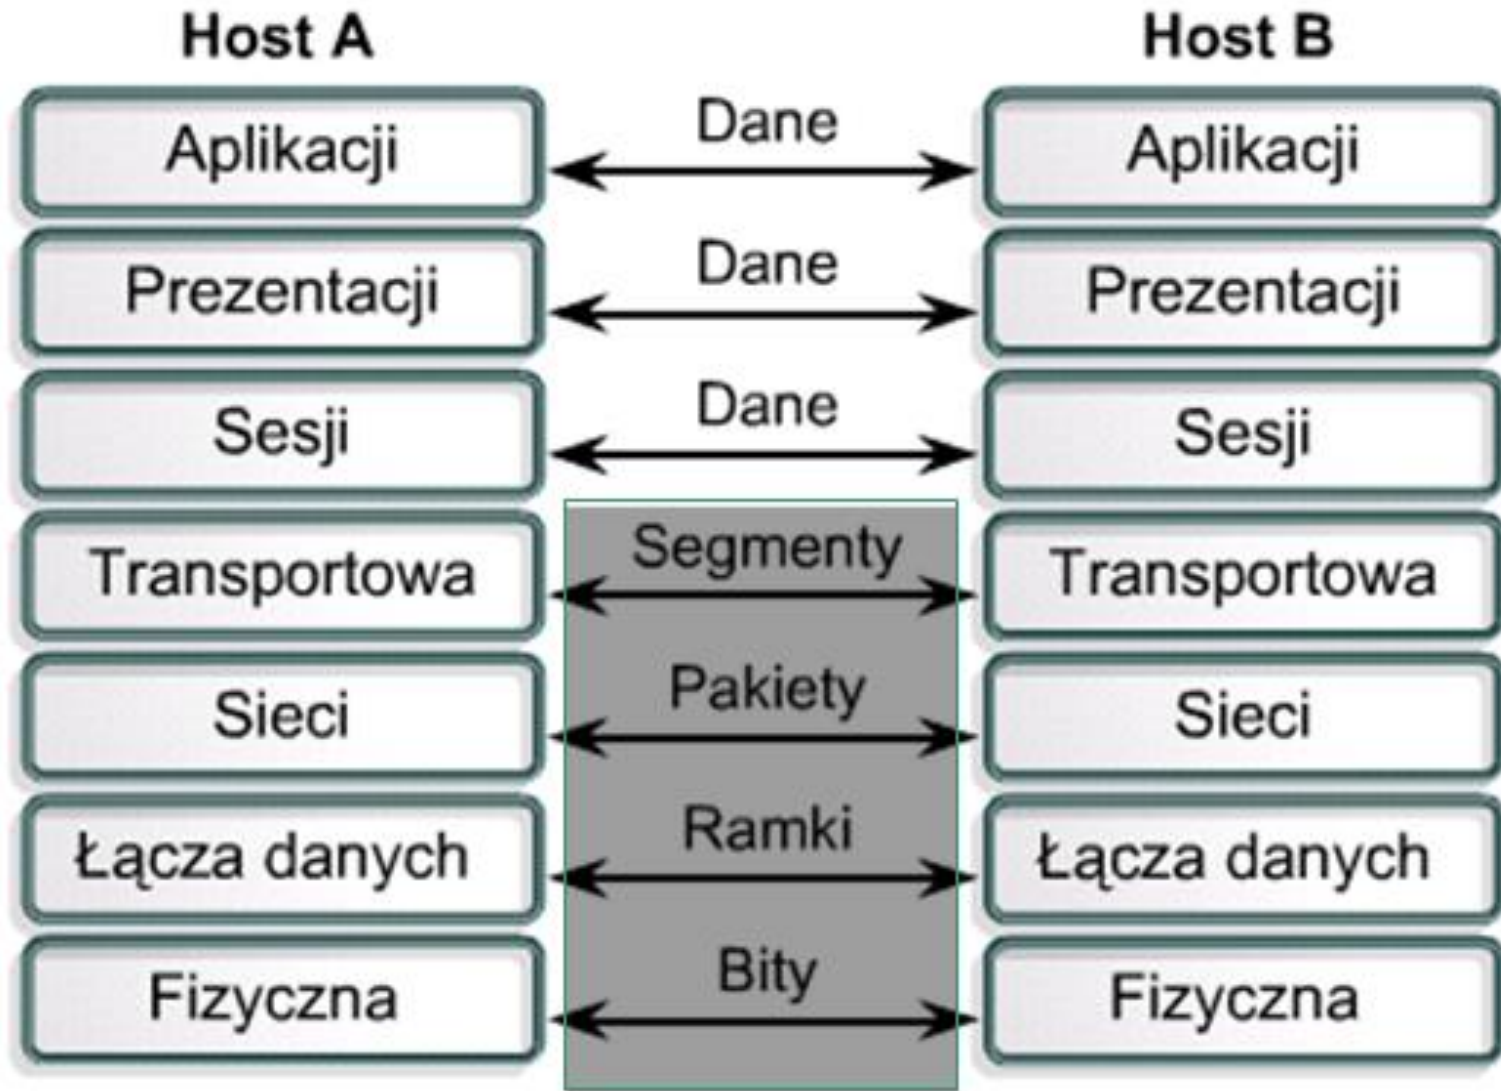 Host A Host B
Aplikacji Dane Aplikacji
Prezentacji Dane Prezentacji
Sesji Dane Sesji
Transportowa Segmenty Transportowa
Sieci Pakiety Sieci
Łącza danych Ramki Łącza danych
Fizyczna Bity Fizyczna